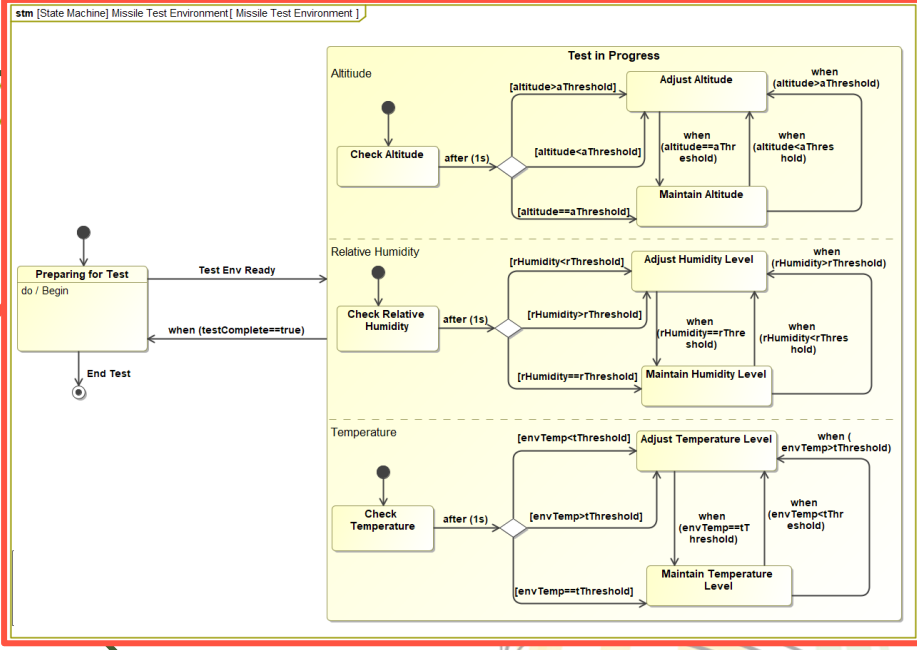 stm [State Machine] Missile Test Environment[ Missile Test Environment ]
Test in Progress
Altitiude
Adjust Altitude
when
(altitude>aThreshold)
[altitude>aThreshold]
Check Altitude
after (1s)
[altitude<aThreshold]
when
(altitude==aThr
eshold)
when
(altitude<aThres
hold)
Maintain Altitude
[altitude==aThreshold]
Relative Humidity
Adjust Humidity Level
when
(rHumidity>rThreshold)
[rHumidity<rThreshold]
Check Relative
Humidity
after (1s)
[rHumidity>rThreshold]
when
(rHumidity==rThre
shold)
when
(rHumidity<rThres
hold)
[rHumidity==rThreshold]
Maintain Humidity Level
Preparing for Test
do / Begin
Test Env Ready
when (testComplete==true)
End Test
Temperature
[envTemp<tThreshold]
Adjust Temperature Level
when (
envTemp>tThreshold)
Check
Temperature
after (1s)
[envTemp>tThreshold]
when
(envTemp==tT
hreshold)
when
(envTemp<tThr
eshold)
Maintain Temperature
Level
[envTemp==tThreshold]